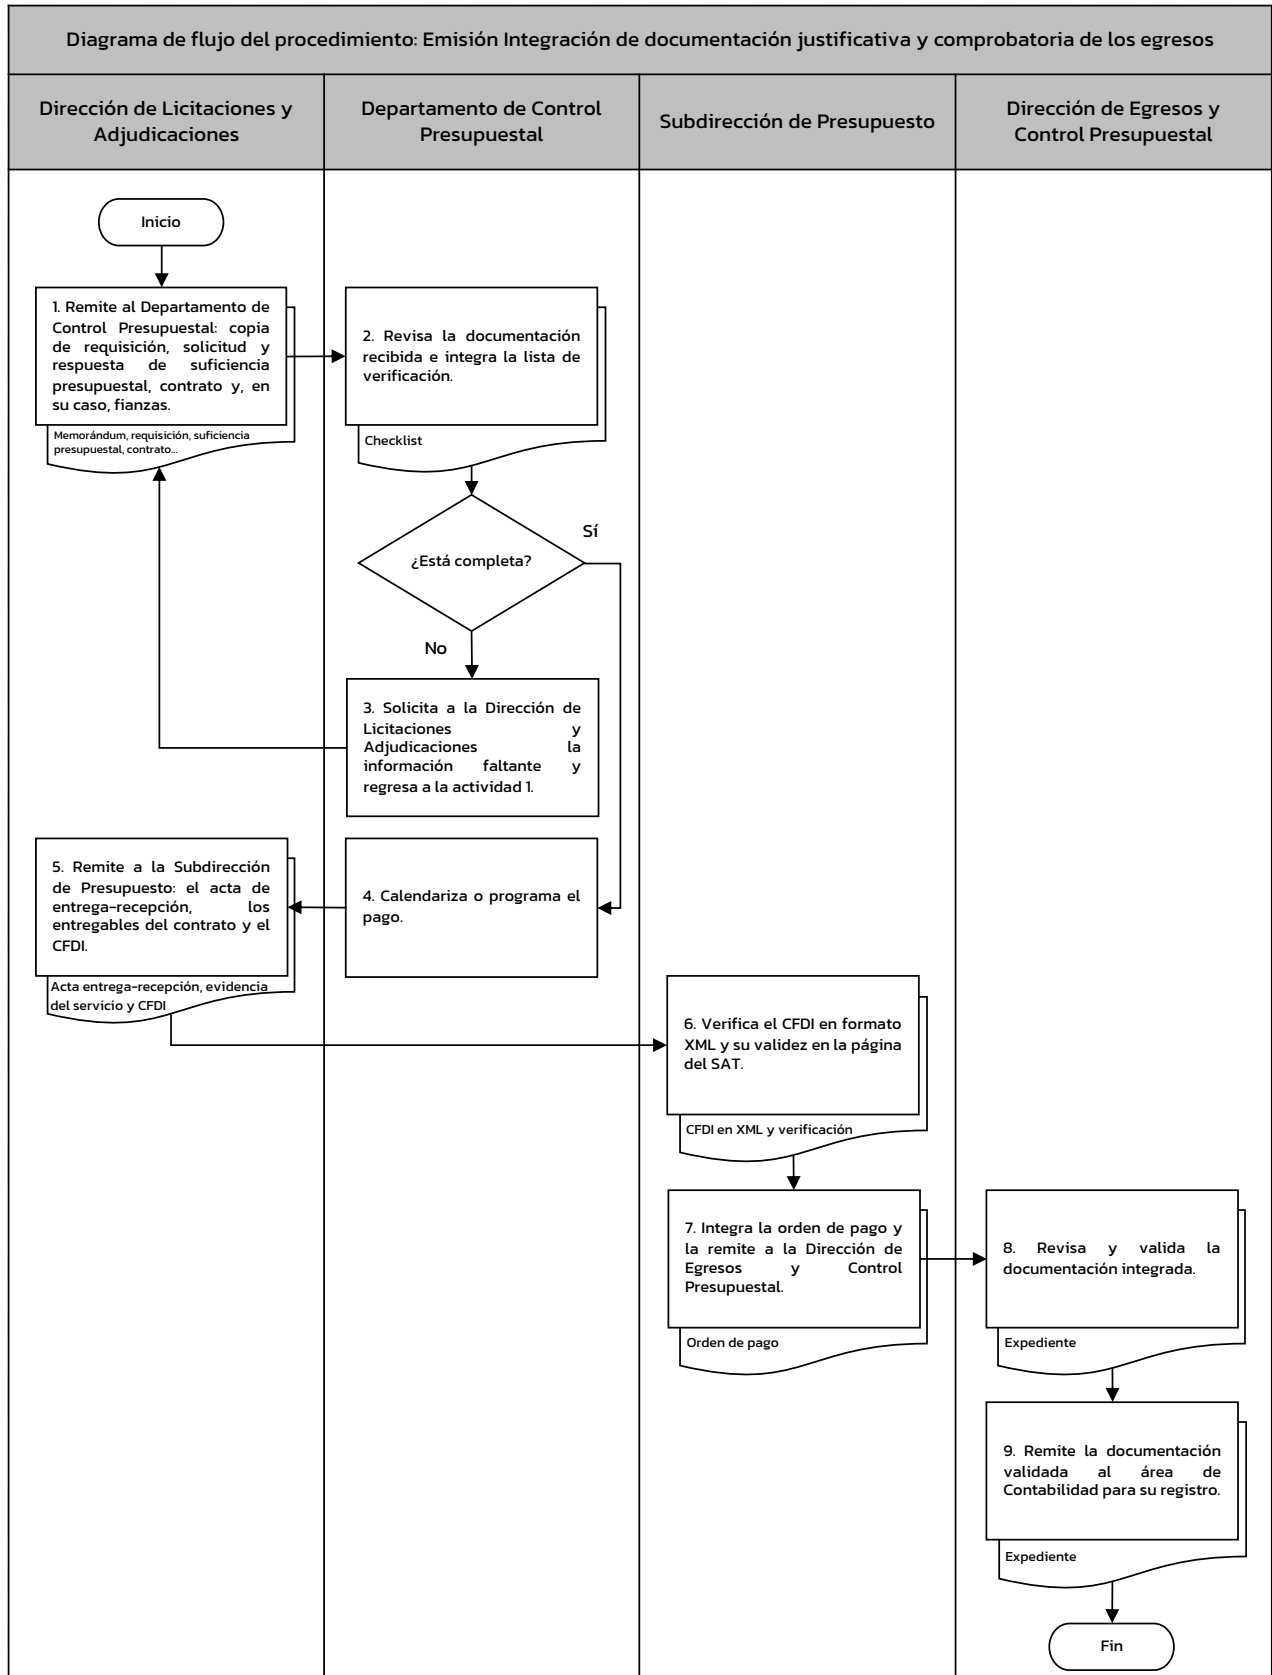 Diagrama de flujo del procedimiento: Emisión Integración de documentación justificativa y comprobatoria de los egresos
Dirección de Licitaciones y
Adjudicaciones
Departamento de Control
Presupuestal
Subdirección de Presupuesto
Dirección de Egresos y
Control Presupuestal
Inicio
1. Remite al Departamento de
Control Presupuestal: copia
de requisición, solicitud y
respuesta de suficiencia
presupuestal, contrato y, en
su caso, fianzas.
Memorándum, requisición, suficiencia
presupuestal, contrato...
2. Revisa la documentación
recibida e integra la lista de
verificación.
Checklist
¿Está completa?
Sí
No
3. Solicita a la Dirección de
Licitaciones y
Adjudicaciones la
información faltante y
regresa a la actividad 1.
4. Calendariza o programa el
pago.
5. Remite a la Subdirección
de Presupuesto: el acta de
entrega-recepción, los
entregables del contrato y el
CFDI.
Acta entrega-recepción, evidencia
del servicio y CFDI
6. Verifica el CFDI en formato
XML y su validez en la página
del SAT.
CFDI en XML y verificación
7. Integra la orden de pago y
la remite a la Dirección de
Egresos y Control
Presupuestal.
Orden de pago
8. Revisa y valida la
documentación integrada.
Expediente
9. Remite la documentación
validada al área de
Contabilidad para su registro.
Expediente
Fin